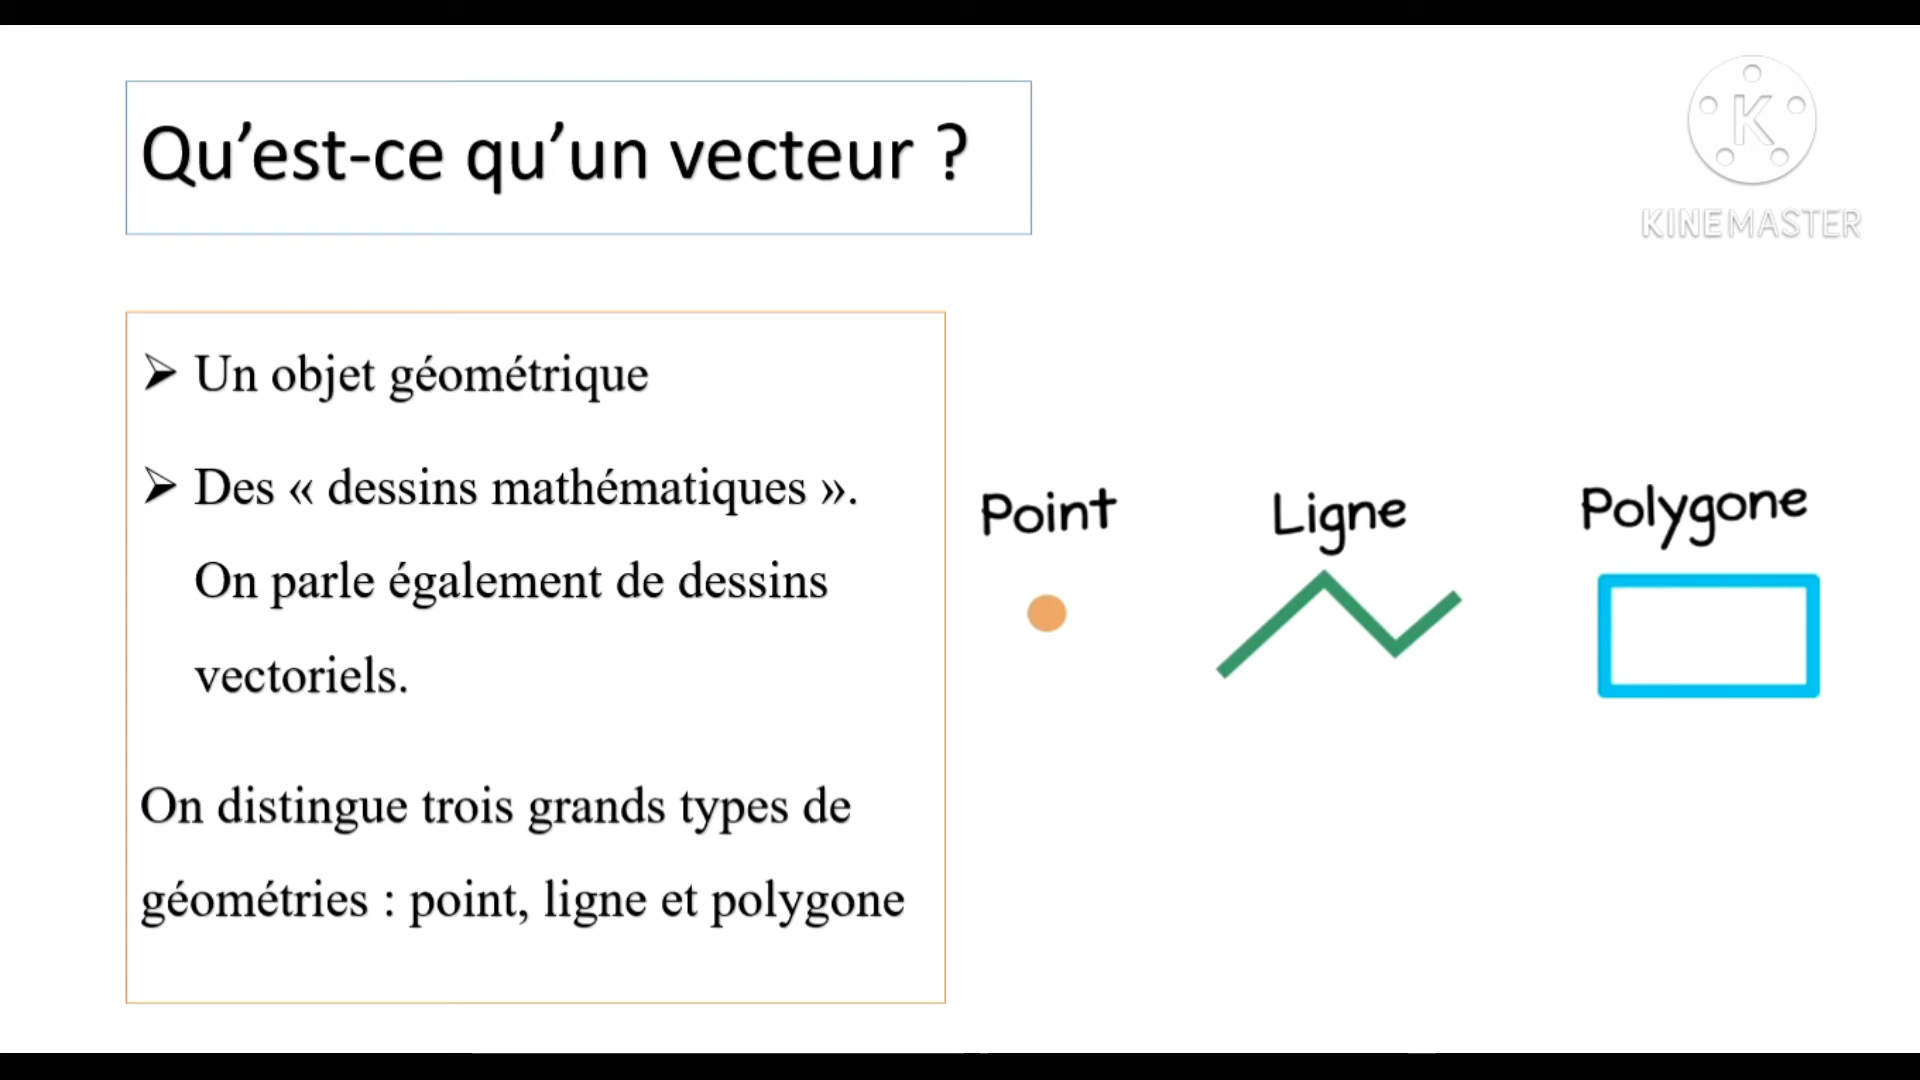 Qu’est-ce qu’un vecteur ?
K
KINEMASTER
➢ Un objet géométrique
➢ Des « dessins mathématiques ».
On parle également de dessins
vectoriels.
On distingue trois grands types de
géométries : point, ligne et polygone
Point
Ligne
Polygone